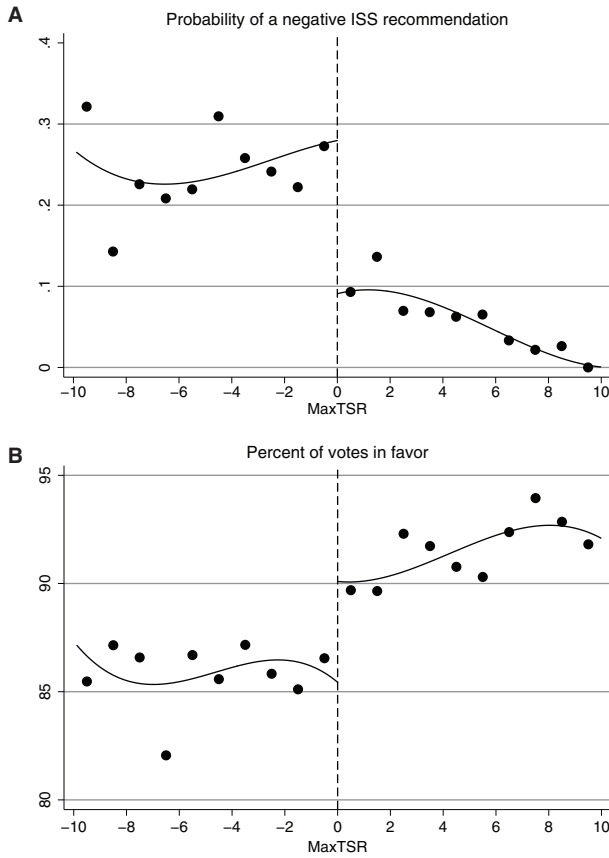 A
Probability of a negative ISS recommendation
.4
.3
.2
.1
0
−10 −8 −6 −4 −2 0 2 4 6 8 10
MaxTSR
B
Percent of votes in favor
95
90
85
80
−10 −8 −6 −4 −2 0 2 4 6 8 10
MaxTSR